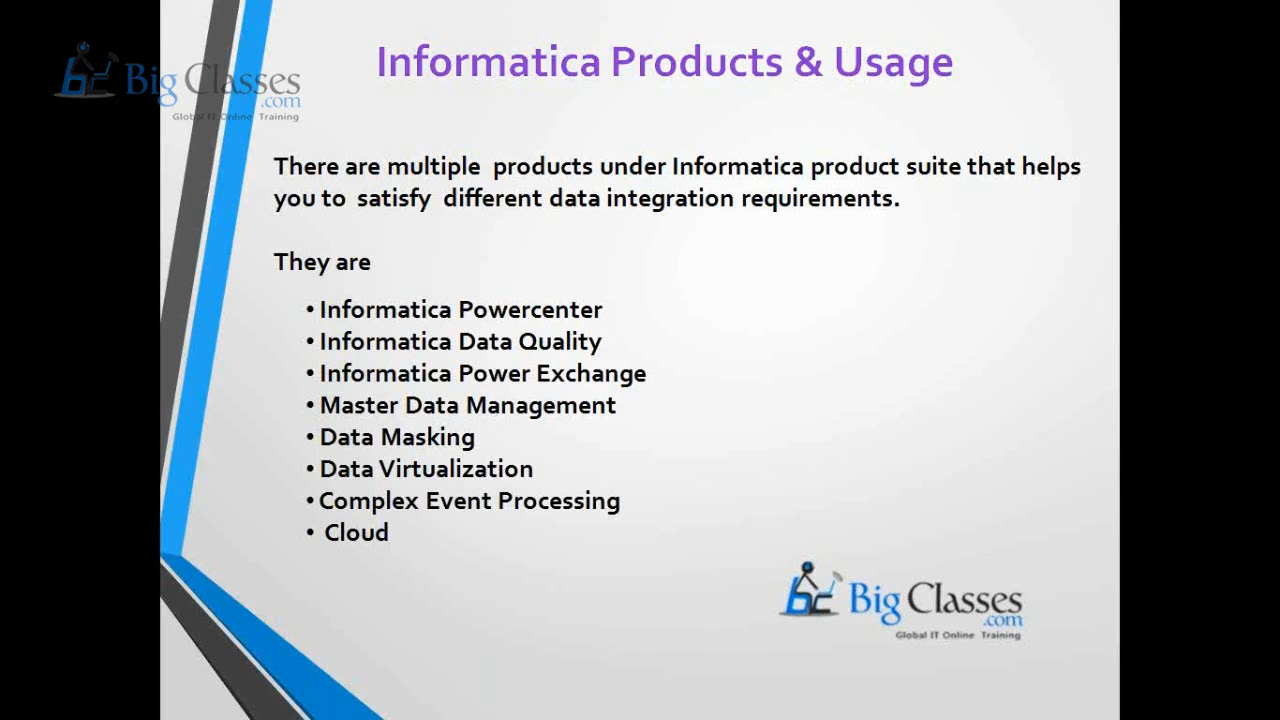 Informatica Products & Usage
Big Classes
.com
Global IT Online Training
There are multiple products under Informatica product suite that helps
you to satisfy different data integration requirements.
They are
• Informatica Powercenter
• Informatica Data Quality
• Informatica Power Exchange
• Master Data Management
• Data Masking
• Data Virtualization
• Complex Event Processing
• Cloud
bc Big Classes
.com
Global IT Online Training